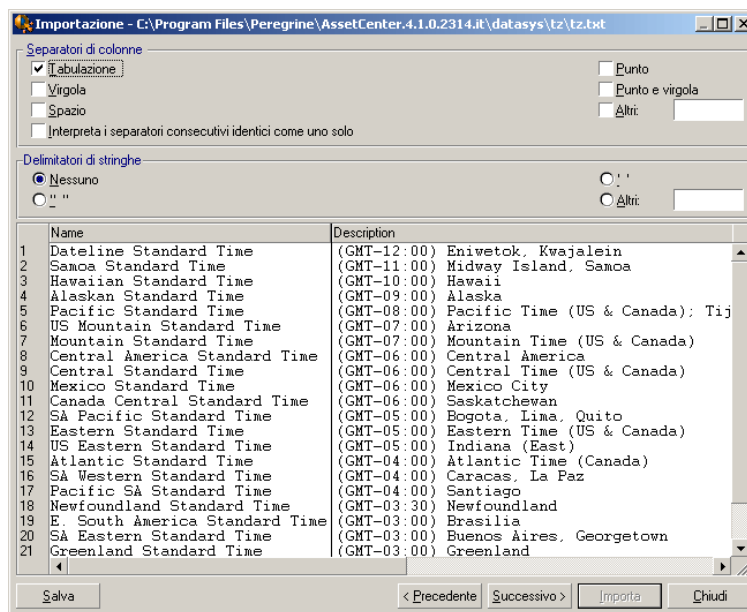 Importazione - C:\Program Files\Peregrine\AssetCenter.4.1.0.2314.it\datasys\tz\tz.txt
Separatori di colonne
Tabulazione
Punto
Virgola
Punto e virgola
Spazio
Altri:
Interpreta i separatori consecutivi identici come uno solo
Delimitatori di stringhe
Nessuno
' '
" "
Altri:
Name Description
1 Dateline Standard Time (GMT-12:00) Eniwetok, Kwajalein
2 Samoa Standard Time (GMT-11:00) Midway Island, Samoa
3 Hawaiian Standard Time (GMT-10:00) Hawaii
4 Alaskan Standard Time (GMT-09:00) Alaska
5 Pacific Standard Time (GMT-08:00) Pacific Time (US & Canada); Tij
6 US Mountain Standard Time (GMT-07:00) Arizona
7 Mountain Standard Time (GMT-07:00) Mountain Time (US & Canada)
8 Central America Standard Time (GMT-06:00) Central America
9 Central Standard Time (GMT-06:00) Central Time (US & Canada)
10 Mexico Standard Time (GMT-06:00) Mexico City
11 Canada Central Standard Time (GMT-06:00) Saskatchewan
12 SA Pacific Standard Time (GMT-05:00) Bogota, Lima, Quito
13 Eastern Standard Time (GMT-05:00) Eastern Time (US & Canada)
14 US Eastern Standard Time (GMT-05:00) Indiana (East)
15 Atlantic Standard Time (GMT-04:00) Atlantic Time (Canada)
16 SA Western Standard Time (GMT-04:00) Caracas, La Paz
17 Pacific SA Standard Time (GMT-04:00) Santiago
18 Newfoundland Standard Time (GMT-03:30) Newfoundland
19 E. South America Standard Time (GMT-03:00) Brasilia
20 SA Eastern Standard Time (GMT-03:00) Buenos Aires, Georgetown
21 Greenland Standard Time (GMT-03:00) Greenland
Salva < Precedente Successivo > Importa Chiudi